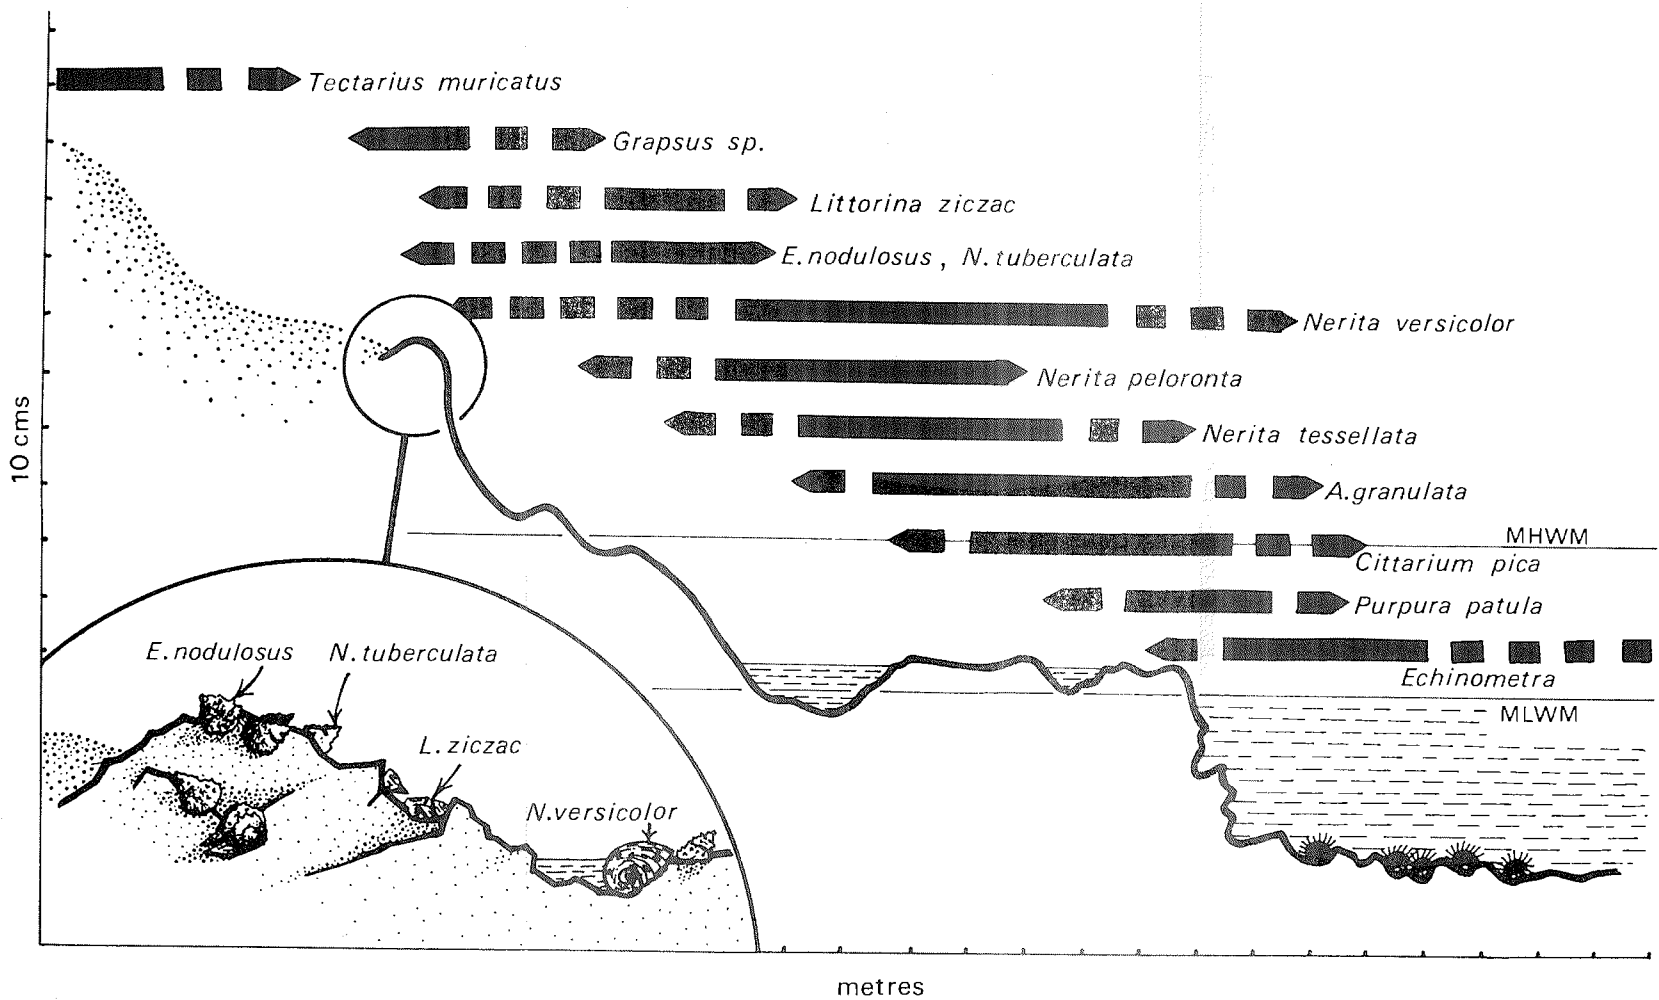 Tectarius muricatus
Grapsus sp.
Littorina ziczac
E.nodulosus, N.tuberculata
Nerita versicolor
Nerita peloronta
Nerita tessellata
10 cms
A.granulata
MHWM
Cittarium pica
Purpura patula
E.nodulosus N.tuberculata
Echinometra
MLWM
L.ziczac
N.versicolor
metres